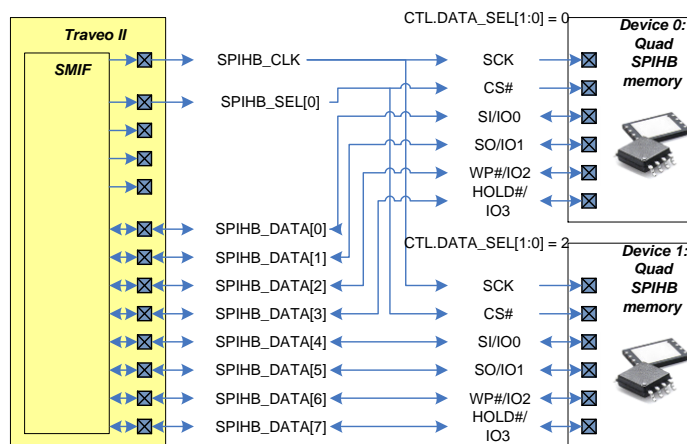 Traveo II
SMIF
CTL.DATA_SEL[1:0] = 0
Device 0:
Quad
SPIHB
memory
SPIHB_CLK
SCK
SPIHB_SEL[0]
CS#
SI/IO0
SO/IO1
WP#/IO2
HOLD#/
IO3
SPIHB_DATA[0]
SPIHB_DATA[1]
SPIHB_DATA[2]
SPIHB_DATA[3]
SPIHB_DATA[4]
SPIHB_DATA[5]
SPIHB_DATA[6]
SPIHB_DATA[7]
CTL.DATA_SEL[1:0] = 2
Device 1:
Quad
SPIHB
memory
SCK
CS#
SI/IO0
SO/IO1
WP#/IO2
HOLD#/
IO3